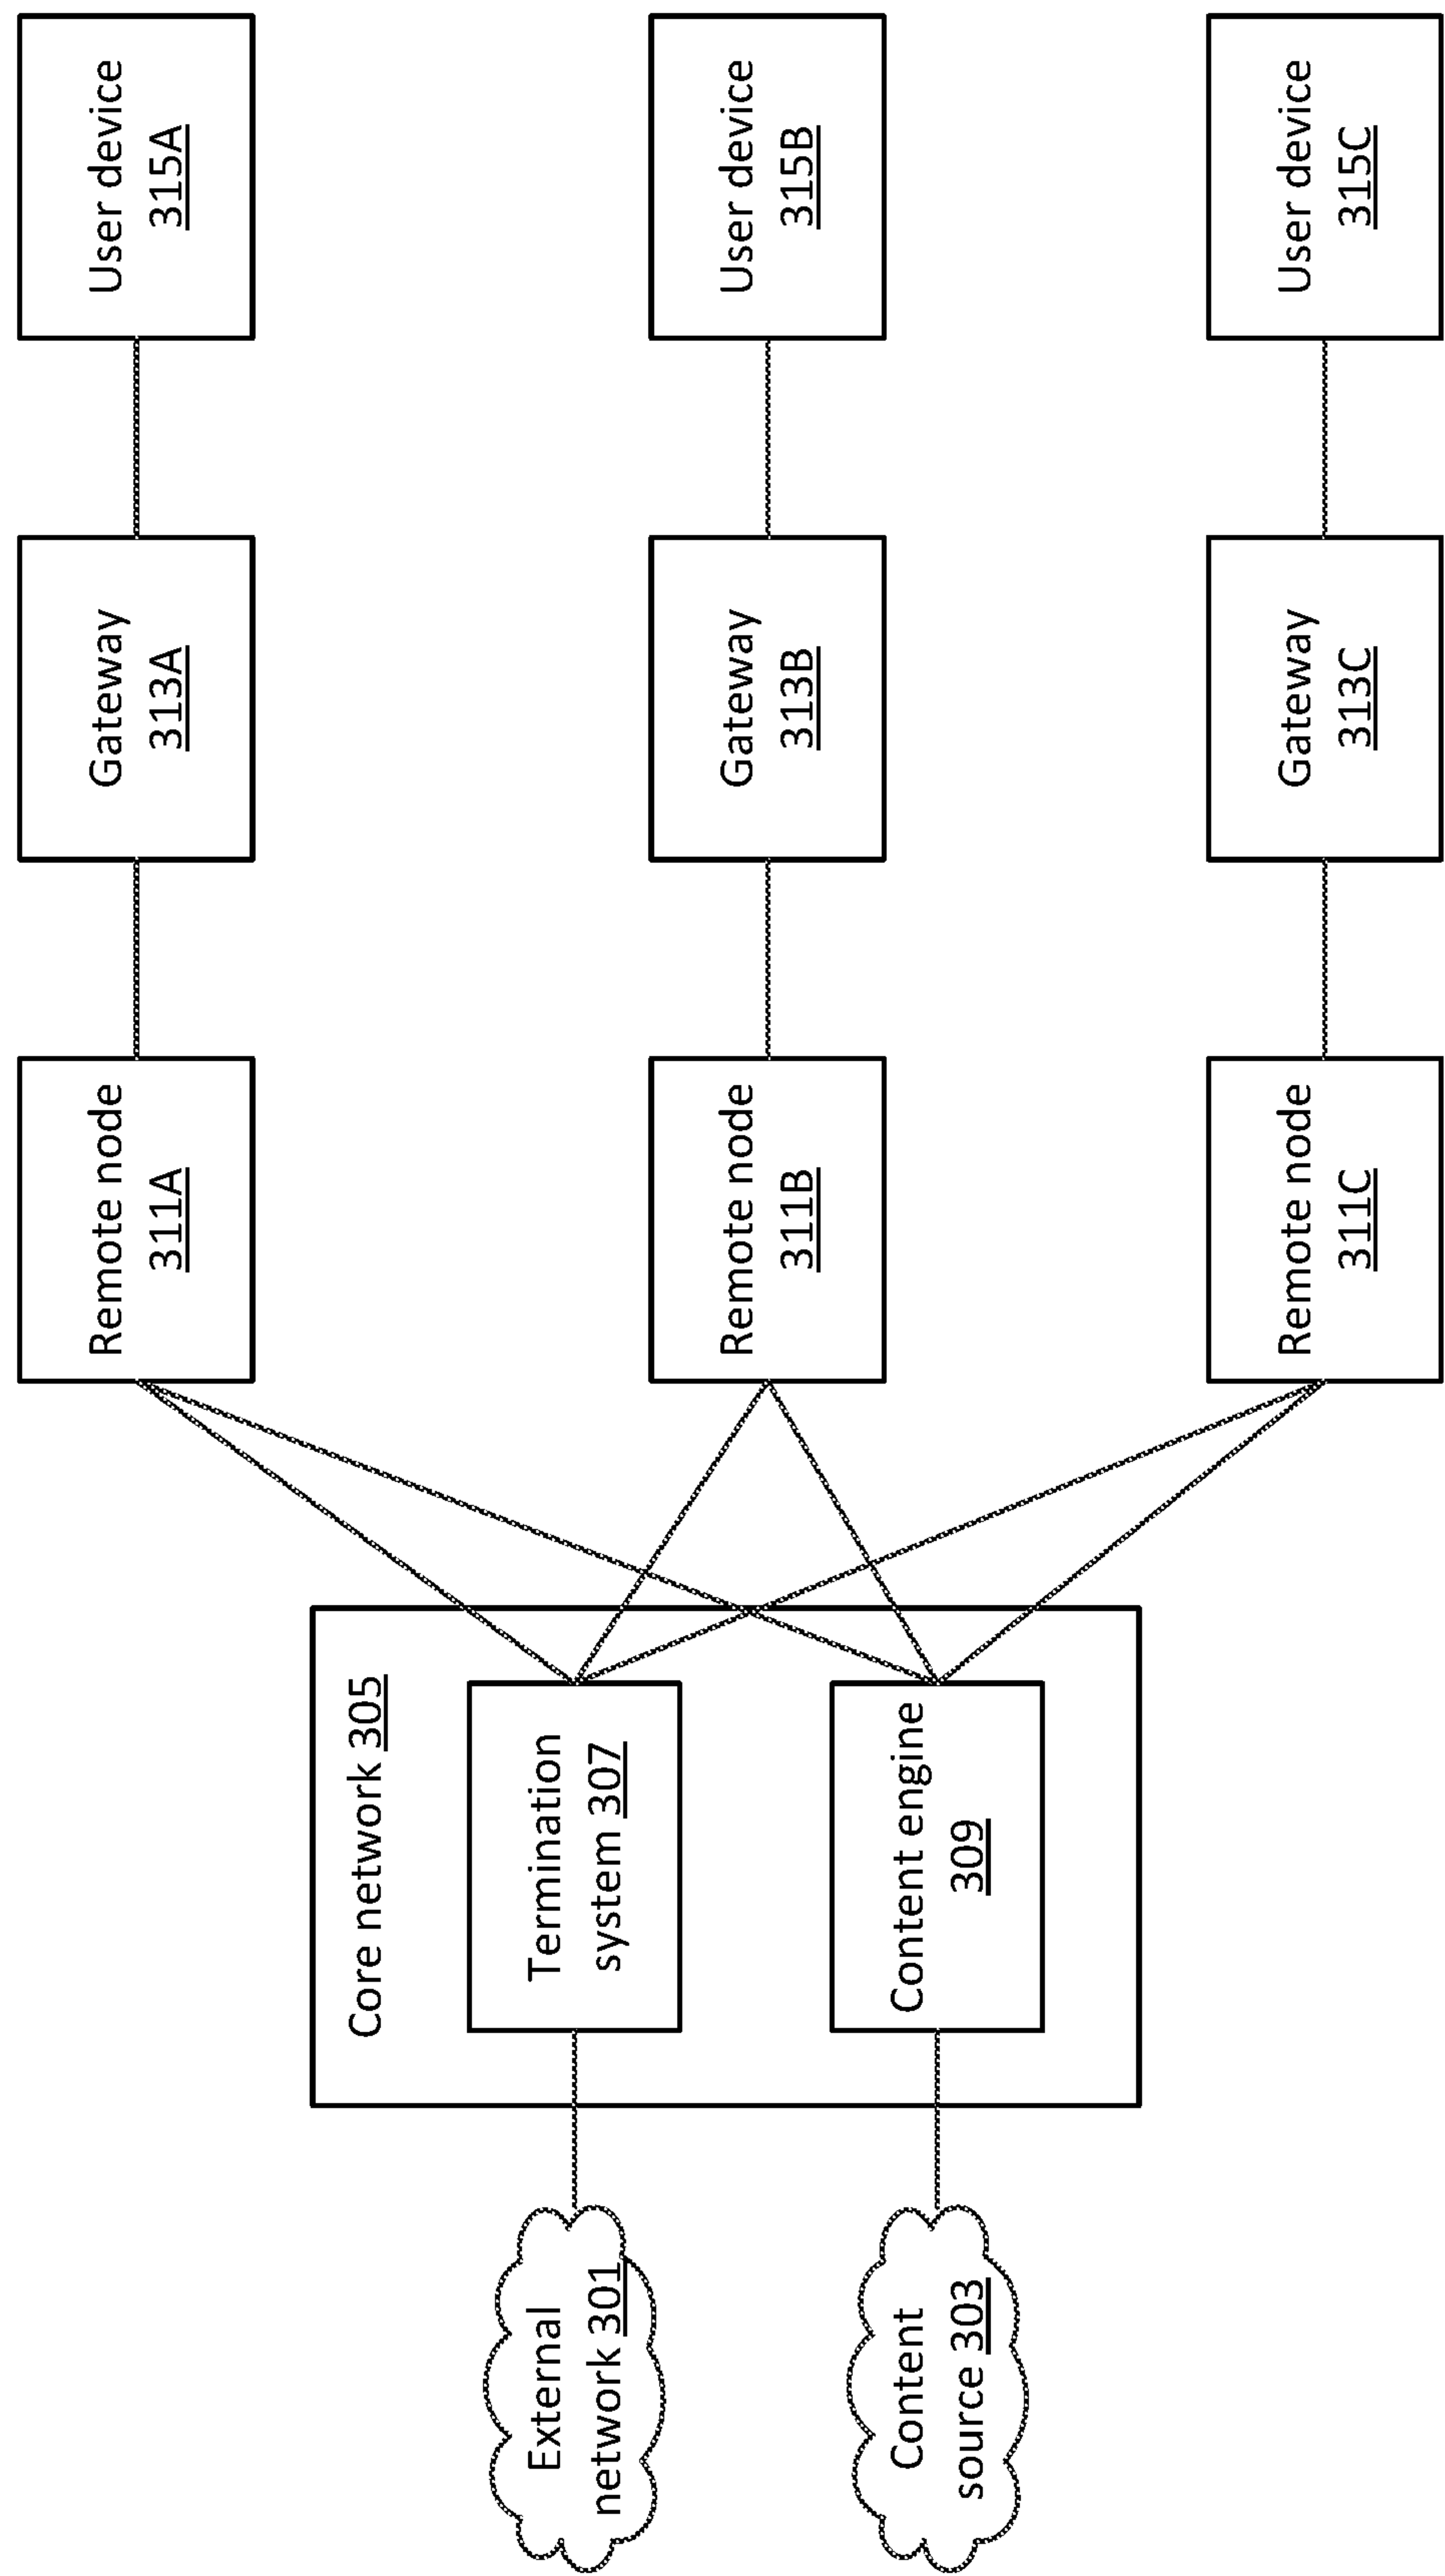 External
network 301
Content
source 303
Core network 305
Termination
system 307
Content engine
309
Remote node
311A
Remote node
311B
Remote node
311C
Gateway
313A
Gateway
313B
Gateway
313C
User device
315A
User device
315B
User device
315C